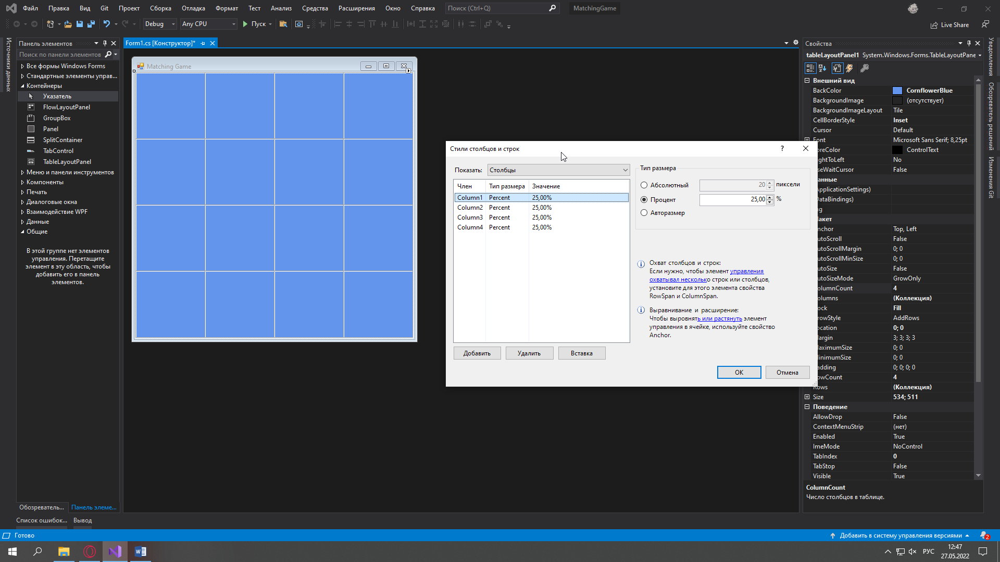 Файл Правка Вид Git Проект Сборка Отладка Формат Тест Анализ Средства Расширения Окно Справка Поиск (Ctrl+Q) MatchingGame
Debug Any CPU Пуск Live Share
Источники данных
Панель элементов
Поиск по панели элементов
Все формы Windows Forms
Стандартные элементы управ...
Контейнеры
Указатель
FlowLayoutPanel
GroupBox
Panel
SplitContainer
TabControl
TableLayoutPanel
Меню и панели инструментов
Компоненты
Печать
Диалоговые окна
Взаимодействие WPF
Данные
Общие
В этой группе нет элементов
управления. Перетащите
элемент в эту область, чтобы
добавить его в панель
элементов.
Обозреватель... Панель элеме...
Список ошибок... Вывод
Form1.cs [Конструктор]*
Matching Game
Стили столбцов и строк
?
Показать: Столбцы
Член Тип размера Значение
Column1 Percent 25,00%
Column2 Percent 25,00%
Column3 Percent 25,00%
Column4 Percent 25,00%
Добавить Удалить Вставка
Тип размера
Абсолютный 20 пиксели
Процент 25,00 %
Авторазмер
Охват столбцов и строк:
Если нужно, чтобы элемент управления
охватывал несколько строк или столбцов,
установите для этого элемента свойства
RowSpan и ColumnSpan.
Выравнивание и расширение:
Чтобы выровнять или растянуть элемент
управления в ячейке, используйте свойство
Anchor.
OK Отмена
Свойства
tableLayoutPanel1 System.Windows.Forms.TableLayoutPane
Внешний вид
BackColor CornflowerBlue
BackgroundImage (отсутствует)
BackgroundImageLayout Tile
CellBorderStyle Inset
Cursor Default
Font Microsoft Sans Serif; 8,25pt
oreColor ControlText
ghtToLeft No
seWaitCursor False
анные
ApplicationSettings)
DataBindings)
ag
акет
nchor Top, Left
utoScroll False
utoScrollMargin 0; 0
utoScrollMinSize 0; 0
utoSize False
utoSizeMode GrowOnly
olumnCount 4
olumns (Коллекция)
ock Fill
rowStyle AddRows
ocation 0; 0
argin 3; 3; 3; 3
aximumSize 0; 0
inimumSize 0; 0
adding 0; 0; 0; 0
owCount 4
Rows (Коллекция)
Size 534; 511
Поведение
AllowDrop False
ContextMenuStrip (нет)
Enabled True
ImeMode NoControl
TabIndex 0
TabStop False
Visible True
ColumnCount
Число столбцов в таблице.
Уведомления
Обозреватель решений
Изменения Git
Готово
Добавить в систему управления версиями
2
РУС
12:47
27.05.2022